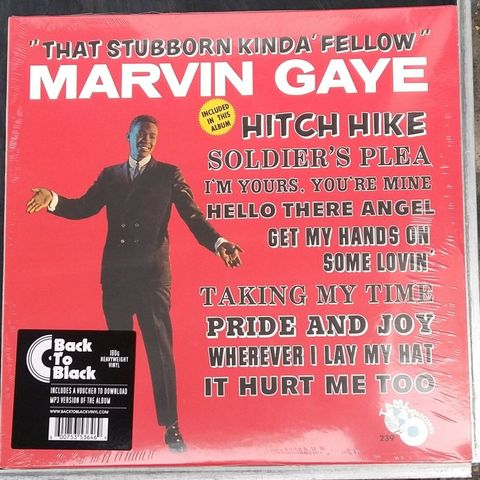 "THAT STUBBORN KINDA' FELLOW"
MARVIN GAYE
INCLUDED
IN THIS
ALBUM
HITCH HIKE
SOLDIER'S PLEA
I'M YOURS, YOU'RE MINE
HELLO THERE ANGEL
GET MY HANDS ON
SOME LOVIN'
TAKING MY TIME
PRIDE AND JOY
WHEREVER I LAY MY HAT
IT HURT ME TOO
Back
To
Black
180g
HEAVYWEIGHT
VINYL
INCLUDES A VOUCHER TO DOWNLOAD
MP3 VERSION OF THE ALBUM
WWW.BACKTOBLACKVINYL.COM
239